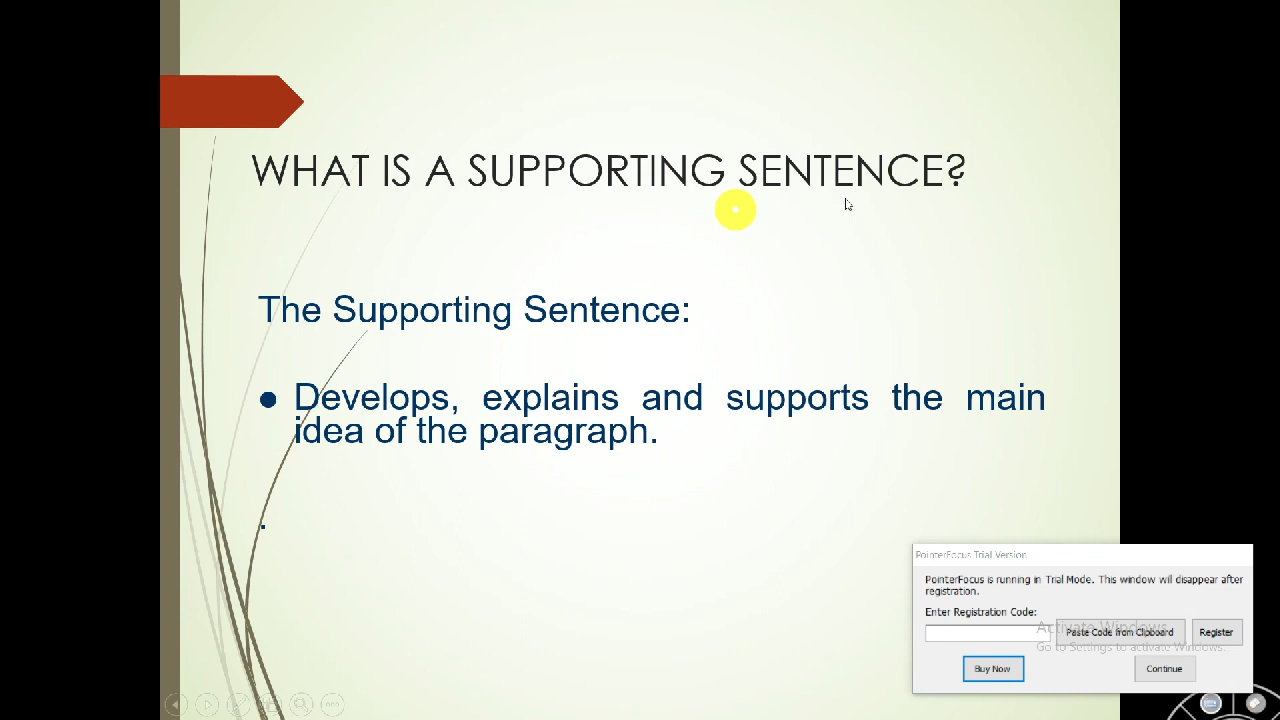 WHAT IS A SUPPORTING SENTENCE?
The Supporting Sentence:
● Develops, explains and supports the main
idea of the paragraph.
.
PointerFocus Trial Version
PointerFocus is running in Trial Mode. This window will disappear after
registration.
Enter Registration Code:
Paste Code from Clipboard
Register
Activate Windows
Go to Settings to activate Windows.
Buy Now
Continue